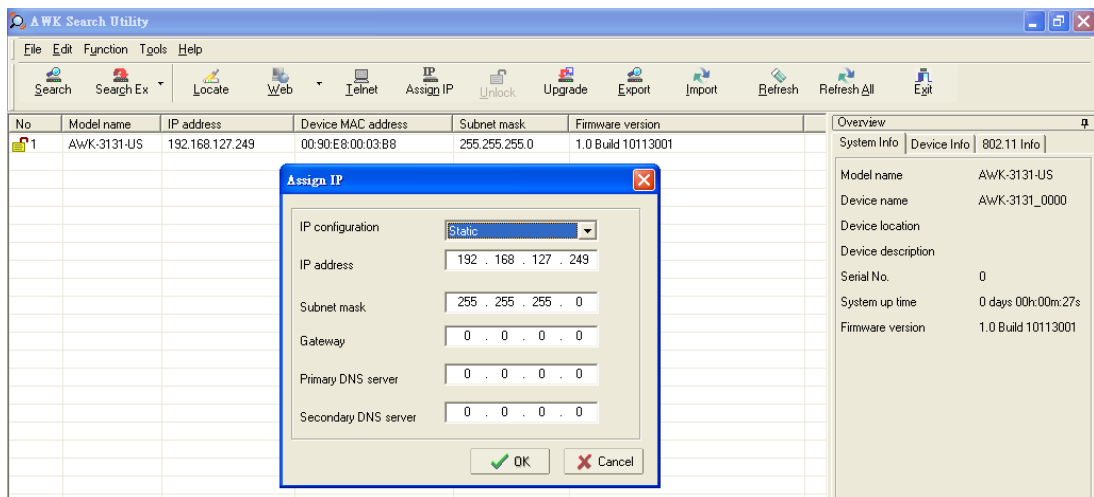 AWK Search Utility
File Edit Function Tools Help
Search Search Ex Locate Web Telnet Assign IP Unlock Upgrade Export Import Refresh Refresh All Exit
No Model name IP address Device MAC address Subnet mask Firmware version
1 AWK-3131-US 192.168.127.249 00:90:E8:00:03:B8 255.255.255.0 1.0 Build 10113001
Assign IP
IP configuration Static
IP address 192 . 168 . 127 . 249
Subnet mask 255 . 255 . 255 . 0
Gateway 0 . 0 . 0 . 0
Primary DNS server 0 . 0 . 0 . 0
Secondary DNS server 0 . 0 . 0 . 0
OK Cancel
Overview
System Info Device Info 802.11 Info
Model name AWK-3131-US
Device name AWK-3131_0000
Device location
Device description
Serial No. 0
System up time 0 days 00h:00m:27s
Firmware version 1.0 Build 10113001